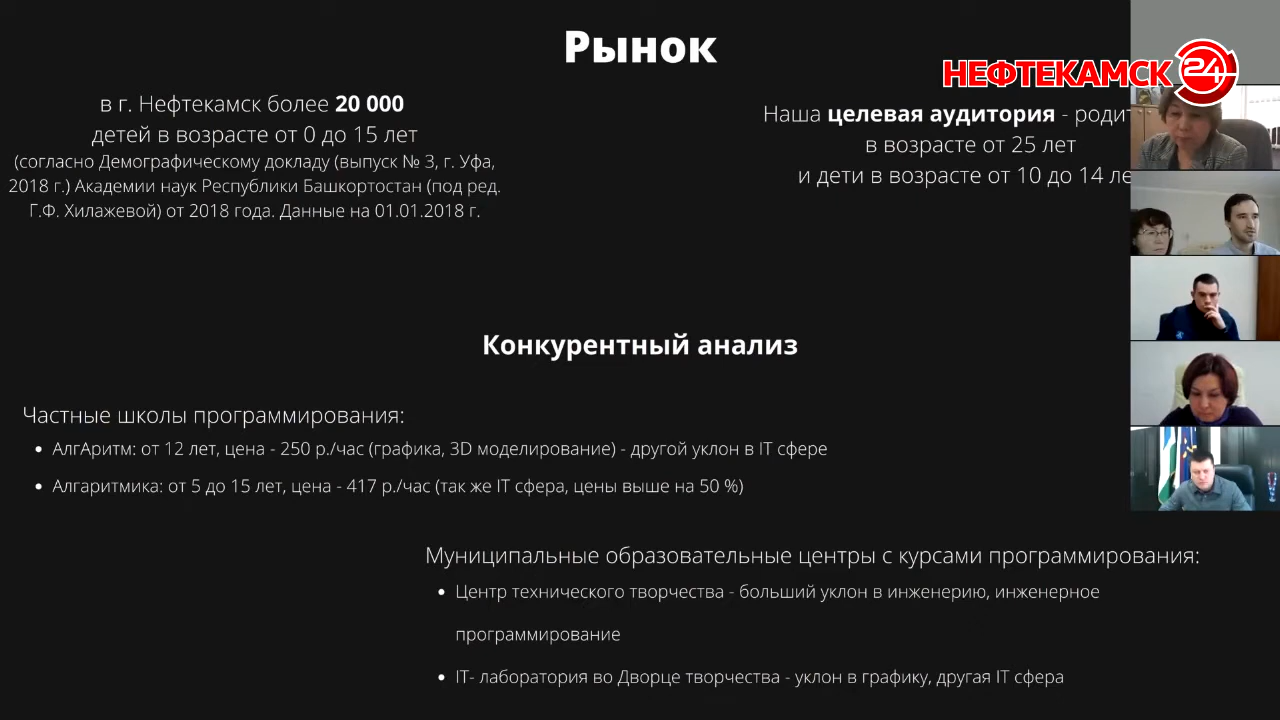 Рынок
НЕФТЕКАМСК 24
в г. Нефтекамск более 20 000
детей в возрасте от 0 до 15 лет
(согласно Демографическому докладу (выпуск № 3, г. Уфа,
2018 г.) Академии наук Республики Башкортостан (под ред.
Г.Ф. Хилажевой) от 2018 года. Данные на 01.01.2018 г.
Наша целевая аудитория - родит
в возрасте от 25 лет
и дети в возрасте от 10 до 14 ле
Конкурентный анализ
Частные школы программирования:
• АлгАритм: от 12 лет, цена - 250 р./час (графика, 3D моделирование) - другой уклон в IT сфере
• Алгаритмика: от 5 до 15 лет, цена - 417 р./час (так же IT сфера, цены выше на 50 %)
Муниципальные образовательные центры с курсами программирования:
• Центр технического творчества - больший уклон в инженерию, инженерное
программирование
• IT- лаборатория во Дворце творчества - уклон в графику, другая IT сфера